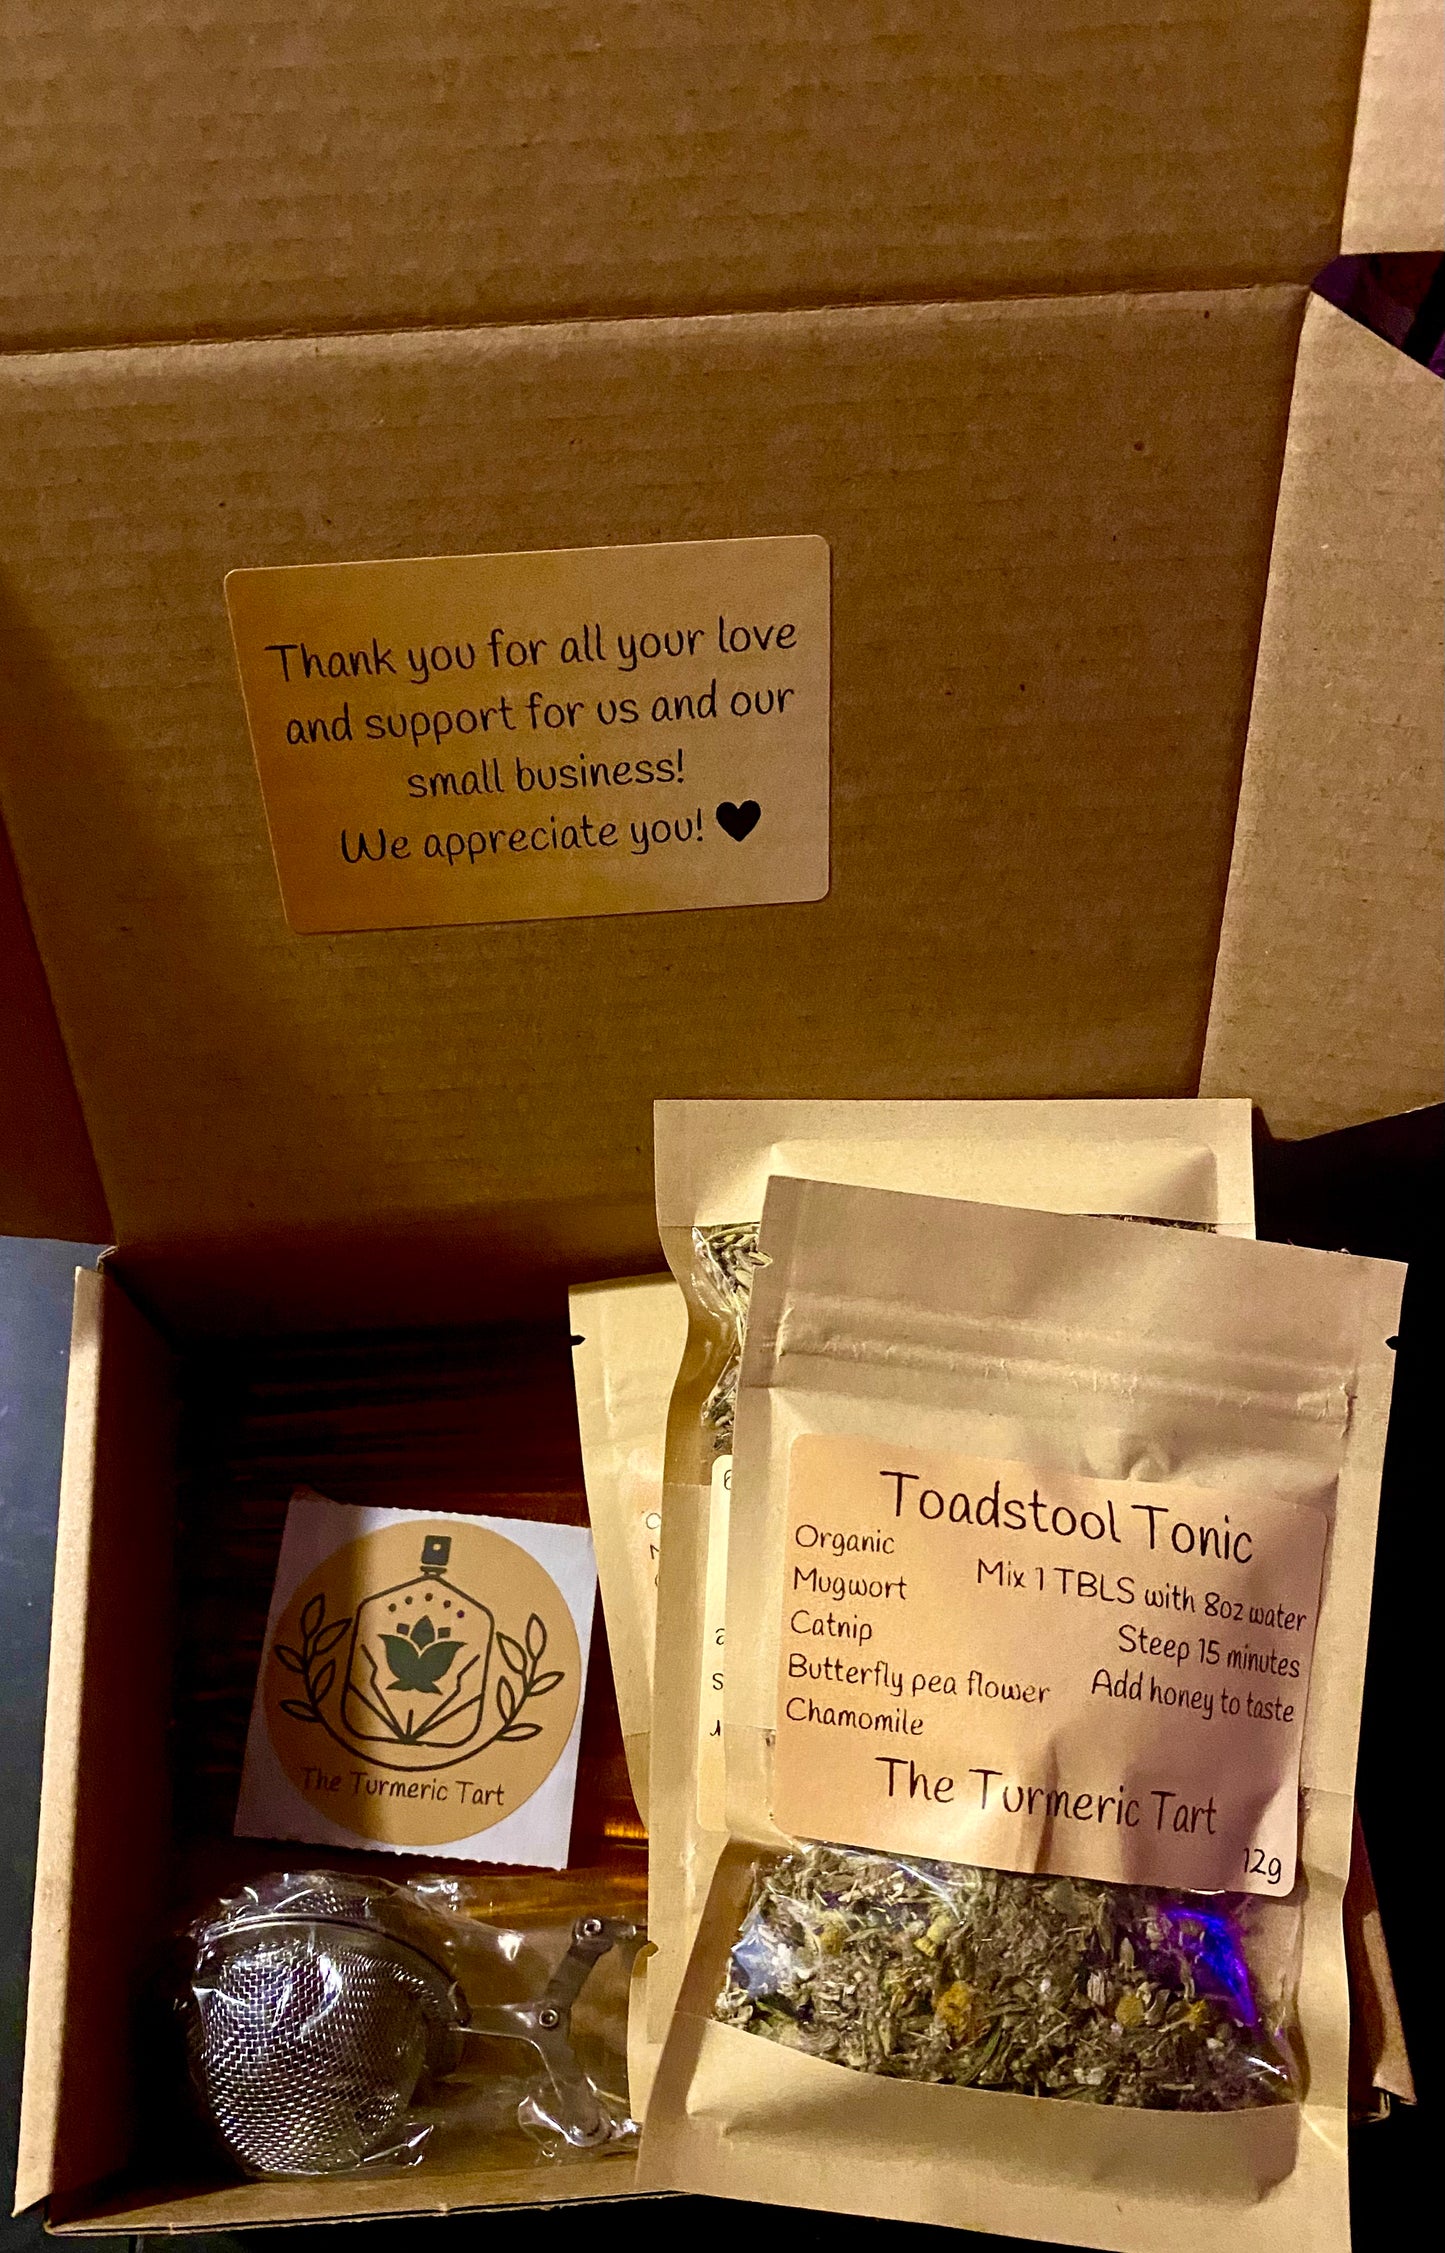 Thank you for all your love
and support for us and our
small business!
We appreciate you! ♥
The Turmeric Tart
Toadstool Tonic
Organic
Mugwort
Catnip
Butterfly pea flower
Chamomile
Mix 1 TBLS with 8oz water
Steep 15 minutes
Add honey to taste
The Turmeric Tart
12g